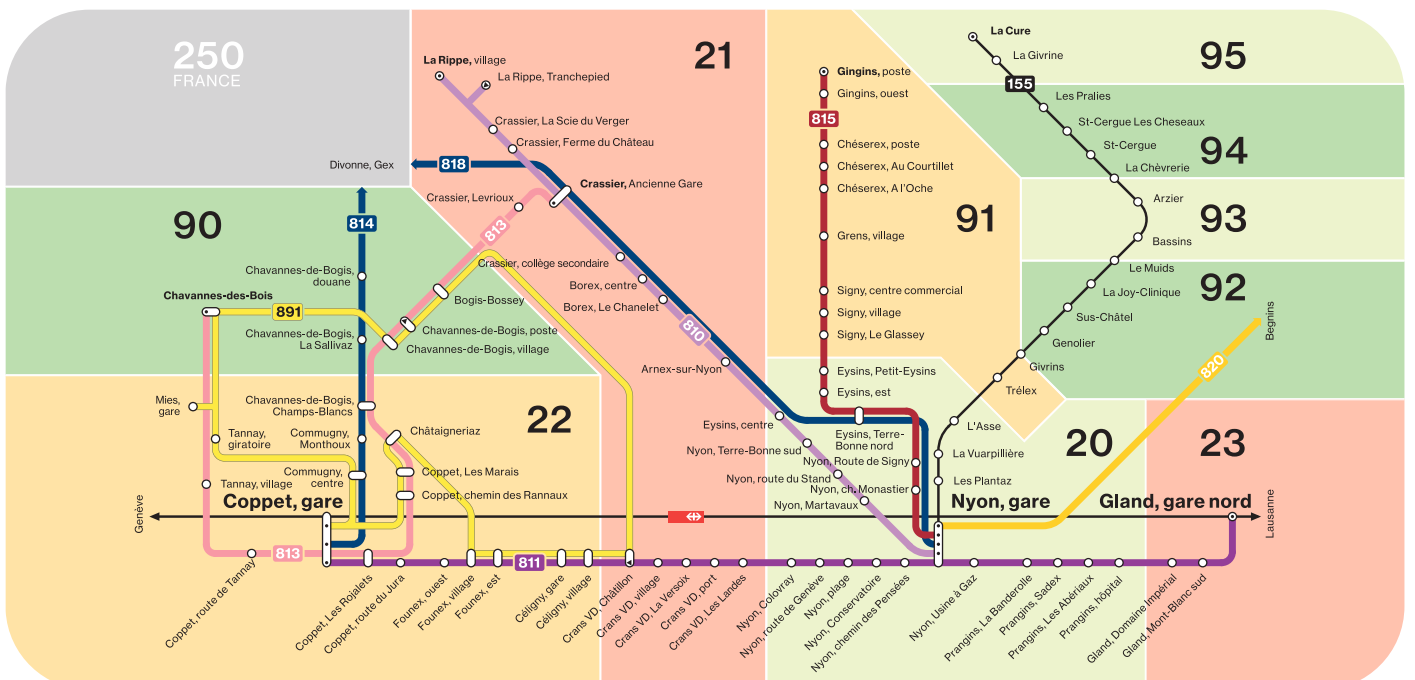 250
FRANCE
21
95
94
93
92
91
90
22
20
23
La Rippe, village
La Rippe, Tranchepied
Crassier, La Scie du Verger
Crassier, Ferme du Château
Divonne, Gex
818
Crassier, Ancienne Gare
Crassier, Levrioux
813
814
Crassier, collège secondaire
Borex, centre
Borex, Le Chanelet
810
Arnex-sur-Nyon
Eysins, centre
Nyon, Terre-Bonne sud
Nyon, route du Stand
Nyon, Martavaux
Chavannes-de-Bogis,
douane
Chavannes-des-Bois
891
Bogis-Bossey
Chavannes-de-Bogis, poste
Chavannes-de-Bogis, village
Chavannes-de-Bogis,
La Sallivaz
Chavannes-de-Bogis,
Champs-Blancs
Mies,
gare
Tannay,
giratoire
Commugny,
Monthoux
Châtaigneriaz
Commugny,
centre
Coppet, Les Marais
Tannay, village
Coppet, chemin des Rannaux
Coppet, gare
Genève
813
Gingins, poste
Gingins, ouest
815
Chéserex, poste
Chéserex, Au Courtillet
Chéserex, A l'Oche
Grens, village
Signy, centre commercial
Signy, village
Signy, Le Glassey
Eysins, Petit-Eysins
Eysins, est
Eysins, Terre-
Bonne nord
Nyon, Route de Signy
Nyon, ch. Monastier
La Cure
La Givrine
155
Les Pralies
St-Cergue Les Cheseaux
St-Cergue
La Chèvrerie
Arzier
Bassins
Le Muids
La Joy-Clinique
Sus-Châtel
Genolier
Givrins
Trélex
L'Asse
La Vuarpillière
Les Plantaz
Nyon, gare
820
Begnins
Gland, gare nord
Lausanne
811
Coppet, route de Tannay
Coppet, Les Rojalets
Coppet, route du Jura
Founex, ouest
Founex, village
Founex, est
Céligny, gare
Céligny, village
Crans VD, Châtillon
Crans VD, village
Crans VD, La Versoix
Crans VD, port
Crans VD, Les Landes
Nyon, Colovray
Nyon, route de Genève
Nyon, plage
Nyon, Conservatoire
Nyon, chemin des Pensées
Nyon, Usine à Gaz
Prangins, La Banderolle
Prangins, Sadex
Prangins, Les Abériaux
Prangins, hôpital
Gland, Domaine Impérial
Gland, Mont-Blanc sud